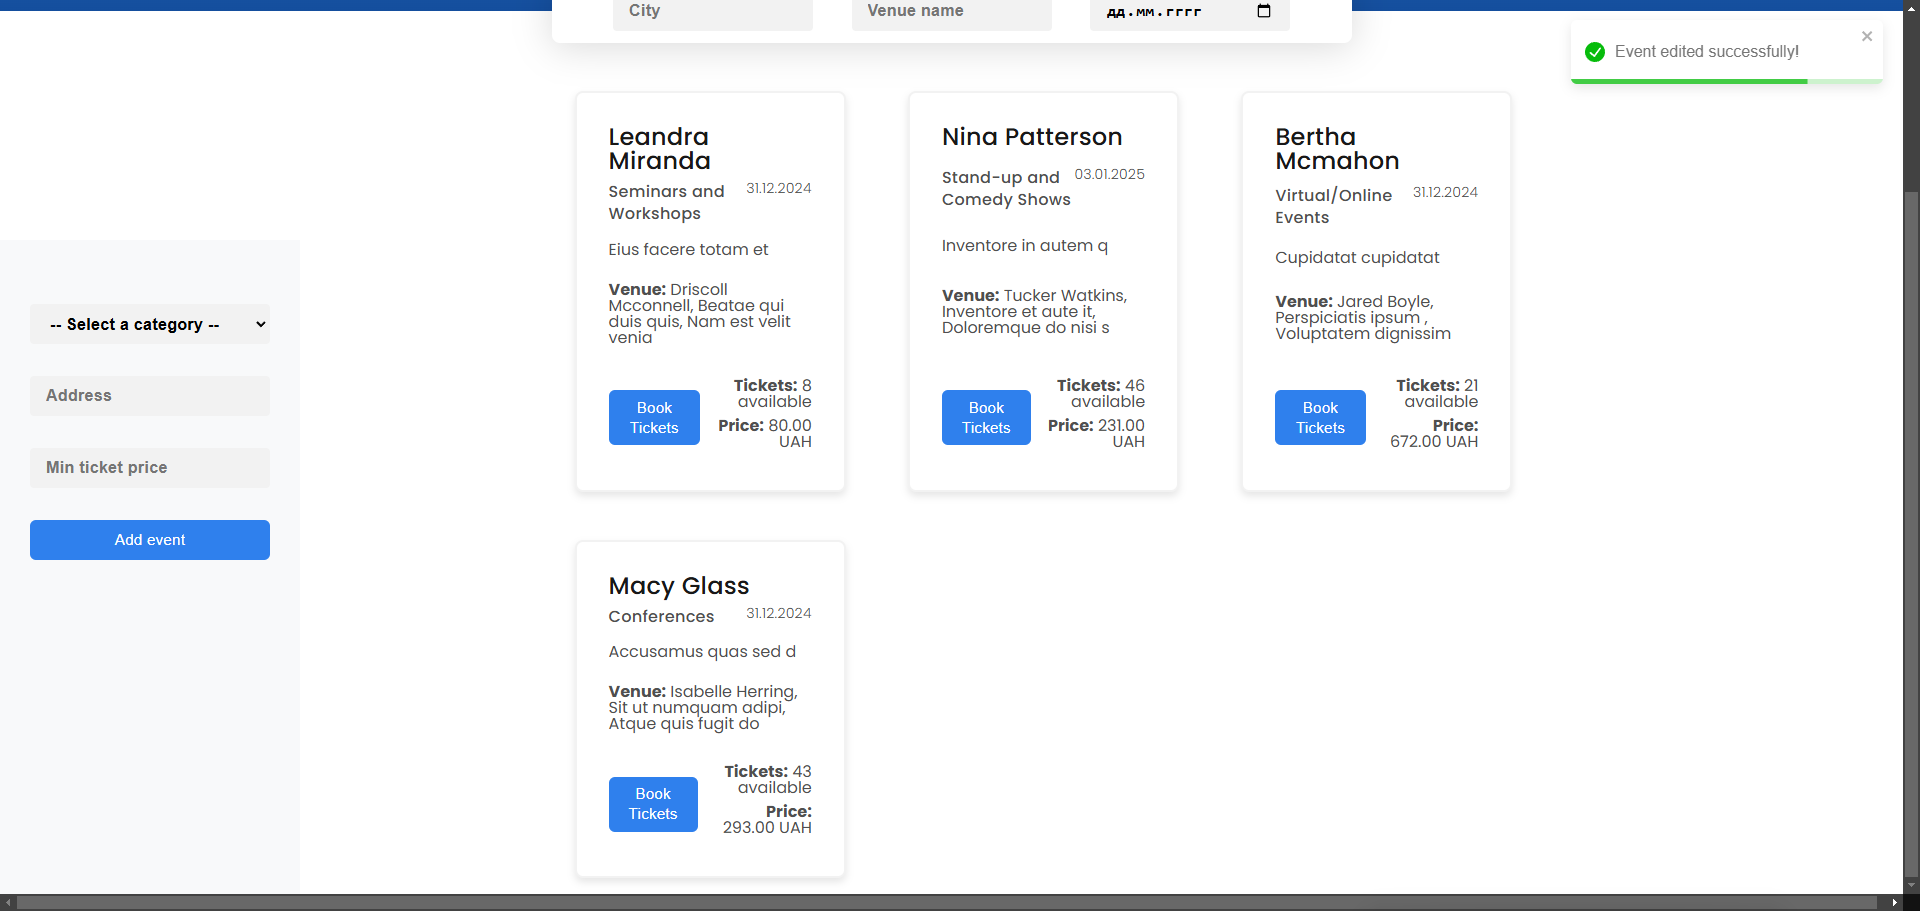 City
Venue name
дд.мм.гггг
Event edited successfully!
-- Select a category --
Address
Min ticket price
Add event
Leandra
Miranda
Seminars and
Workshops
31.12.2024
Eius facere totam et
Venue: Driscoll
Mcconnell, Beatae qui
duis quis, Nam est velit
venia
Book
Tickets
Tickets: 8
available
Price: 80.00
UAH
Nina Patterson
Stand-up and
Comedy Shows
03.01.2025
Inventore in autem q
Venue: Tucker Watkins,
Inventore et aute it,
Doloremque do nisi s
Book
Tickets
Tickets: 46
available
Price: 231.00
UAH
Bertha
Mcmahon
Virtual/Online
Events
31.12.2024
Cupidatat cupidatat
Venue: Jared Boyle,
Perspiciatis ipsum ,
Voluptatem dignissim
Book
Tickets
Tickets: 21
available
Price:
672.00 UAH
Macy Glass
Conferences
31.12.2024
Accusamus quas sed d
Venue: Isabelle Herring,
Sit ut numquam adipi,
Atque quis fugit do
Book
Tickets
Tickets: 43
available
Price:
293.00 UAH